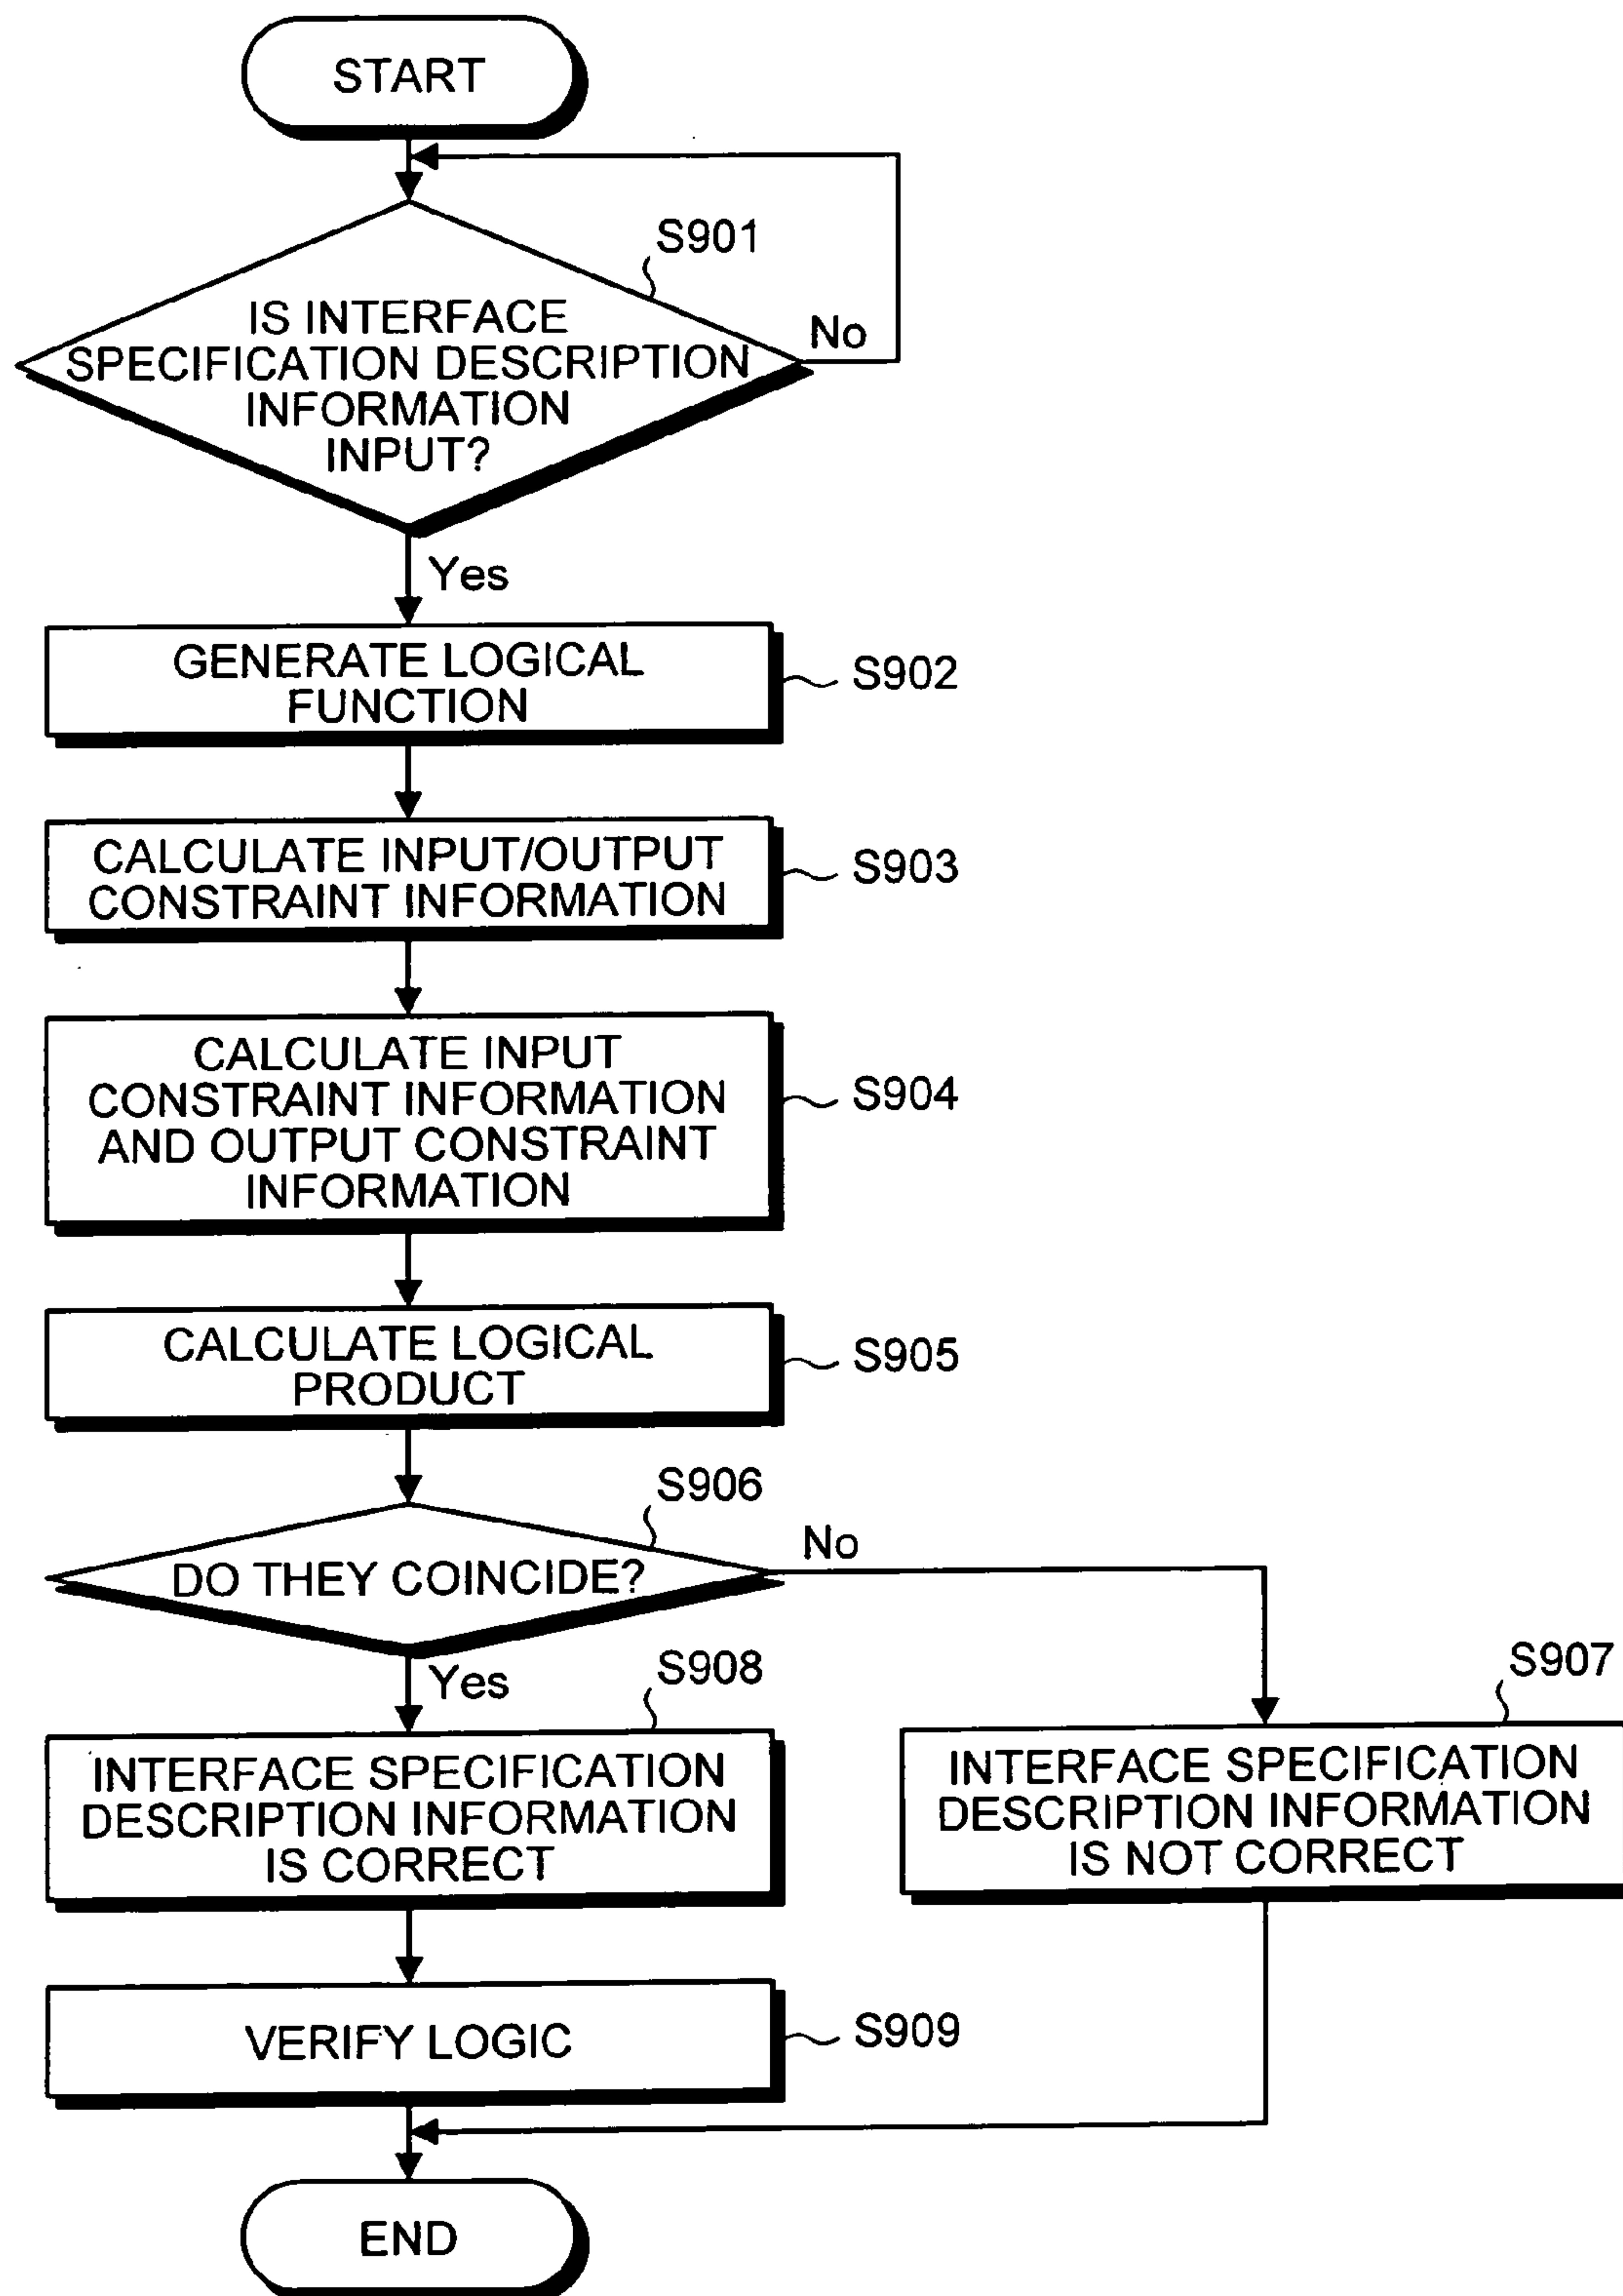 START
S901
IS INTERFACE
SPECIFICATION DESCRIPTION
INFORMATION
INPUT?
No
Yes
GENERATE LOGICAL
FUNCTION
S902
CALCULATE INPUT/OUTPUT
CONSTRAINT INFORMATION
S903
CALCULATE INPUT
CONSTRAINT INFORMATION
AND OUTPUT CONSTRAINT
INFORMATION
S904
CALCULATE LOGICAL
PRODUCT
S905
S906
DO THEY COINCIDE?
No
Yes
S908
INTERFACE SPECIFICATION
DESCRIPTION INFORMATION
IS CORRECT
S907
INTERFACE SPECIFICATION
DESCRIPTION INFORMATION
IS NOT CORRECT
VERIFY LOGIC
S909
END